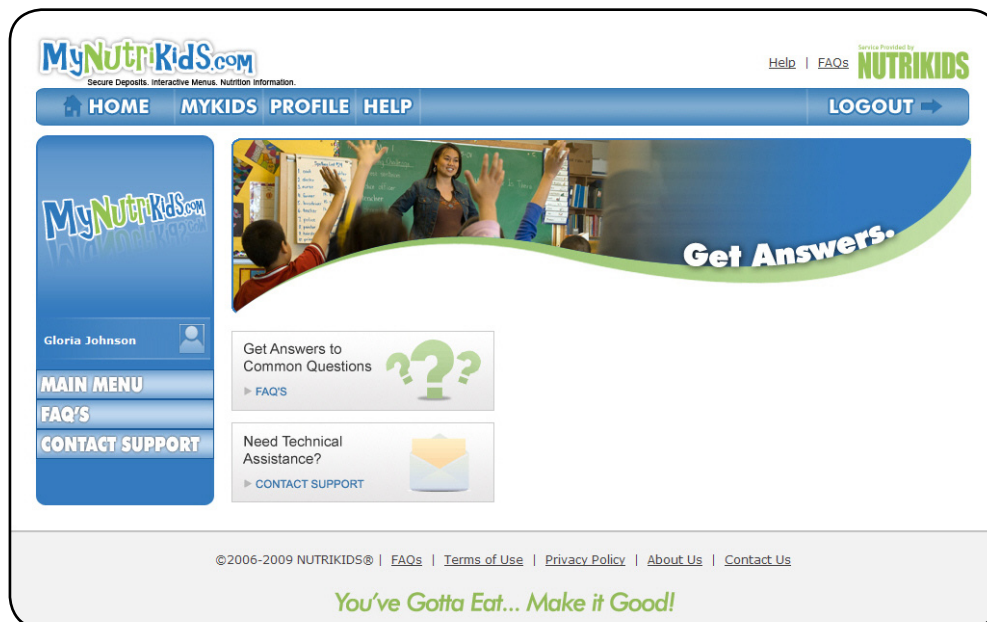 MyNutriKids.com
Secure Deposits. Interactive Menus. Nutrition Information.
Help | FAQs
Service Provided by
NUTRIKIDS
HOME MYKIDS PROFILE HELP LOGOUT
MyNutriKids.com
Get Answers.
Gloria Johnson
MAIN MENU
FAQ'S
CONTACT SUPPORT
Get Answers to
Common Questions
FAQ'S
Need Technical
Assistance?
CONTACT SUPPORT
©2006-2009 NUTRIKIDS® | FAQs | Terms of Use | Privacy Policy | About Us | Contact Us
You've Gotta Eat... Make it Good!